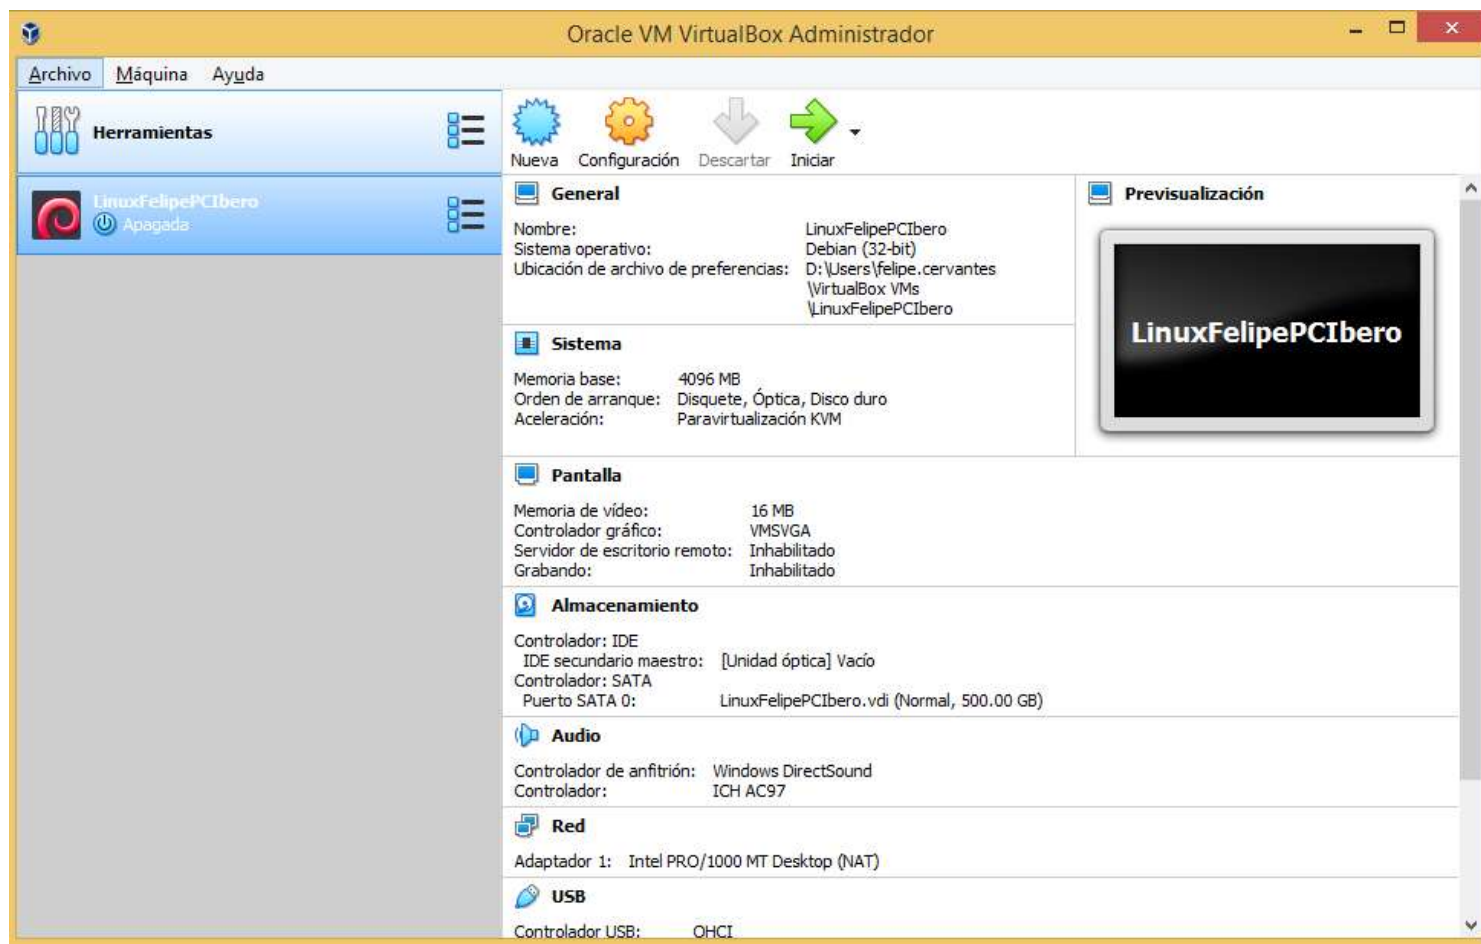 Oracle VM VirtualBox Administrador
Archivo Máquina Ayuda
Herramientas
LinuxFelipePCIbero
Apagada
Nueva Configuración Descartar Iniciar
General
Nombre: LinuxFelipePCIbero
Sistema operativo: Debian (32-bit)
Ubicación de archivo de preferencias: D:\Users\felipe.cervantes
\VirtualBox VMs
\LinuxFelipePCIbero
Previsualización
LinuxFelipePCIbero
Sistema
Memoria base: 4096 MB
Orden de arranque: Disquete, Óptica, Disco duro
Aceleración: Paravirtualización KVM
Pantalla
Memoria de vídeo: 16 MB
Controlador gráfico: VMSVGA
Servidor de escritorio remoto: Inhabilitado
Grabando: Inhabilitado
Almacenamiento
Controlador: IDE
IDE secundario maestro: [Unidad óptica] Vacío
Controlador: SATA
Puerto SATA 0: LinuxFelipePCIbero.vdi (Normal, 500.00 GB)
Audio
Controlador de anfitrión: Windows DirectSound
Controlador: ICH AC97
Red
Adaptador 1: Intel PRO/1000 MT Desktop (NAT)
USB
Controlador USB: OHCI